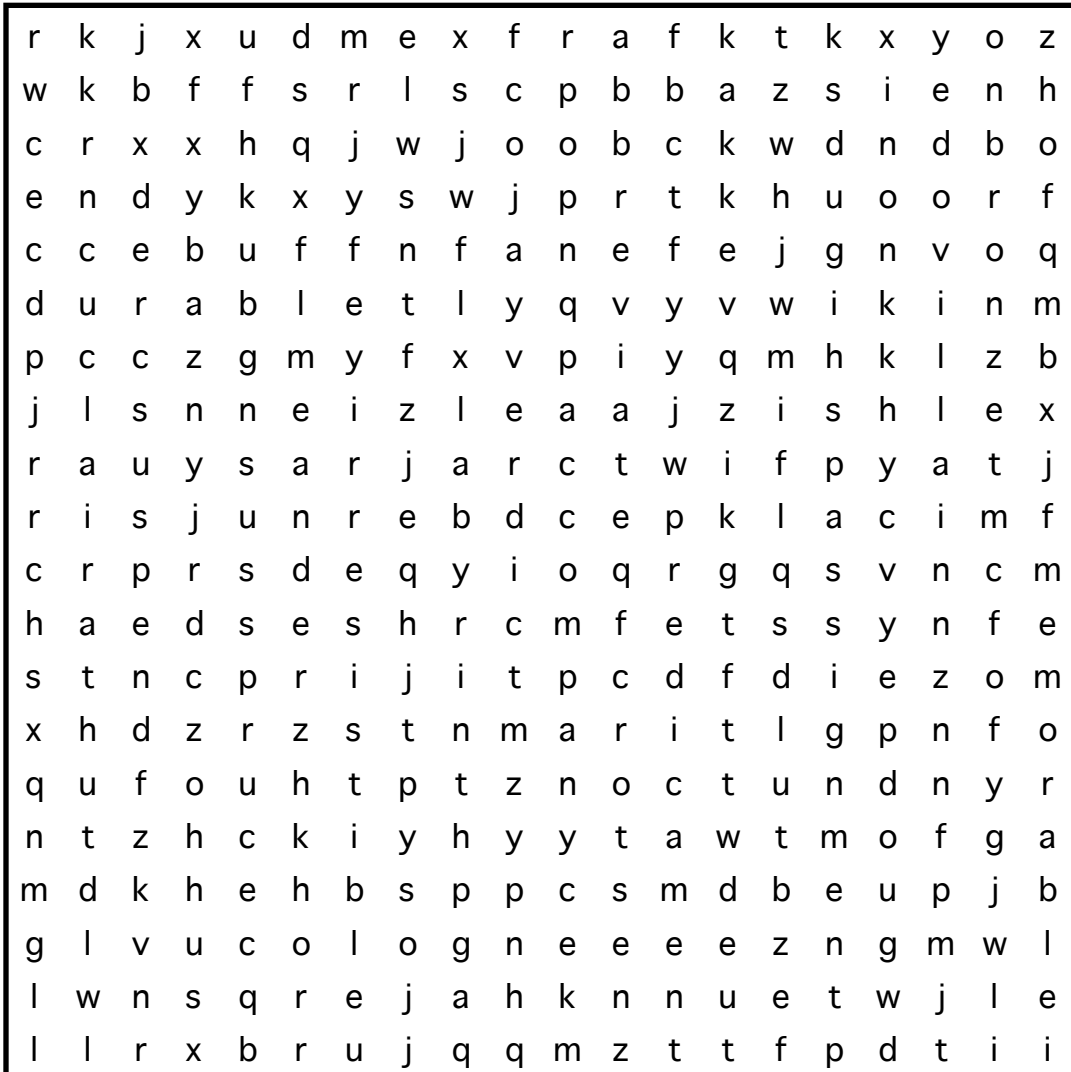 r k j x u d m e x f r a f k t k x y o z
w k b f f s r l s c p b b a z s i e n h
c r x x h q j w j o o b c k w d n d b o
e n d y k x y s w j p r t k h u o o r f
c c e b u f f n f a n e f e j g n v o q
d u r a b l e t l y q v y v w i k i n m
p c c z g m y f x v p i y q m h k l z b
j l s n n e i z l e a a j z i s h l e x
r a u y s a r j a r c t w i f p y a t j
r i s j u n r e b d c e p k l a c i m f
c r p r s d e q y i o q r g q s v n c m
h a e d s e s h r c m f e t s s y n f e
s t n c p r i j i t p c d f d i e z o m
x h d z r z s t n m a r i t l g p n f o
q u f o u h t p t z n o c t u n d n y r
n t z h c k i y h y y t a w t m o f g a
m d k h e h b s p p c s m d b e u p j b
g l v u c o l o g n e e e e z n g m w l
l w n s q r e j a h k n n u e t w j l e
l l r x b r u j q q m z t t f p d t i i